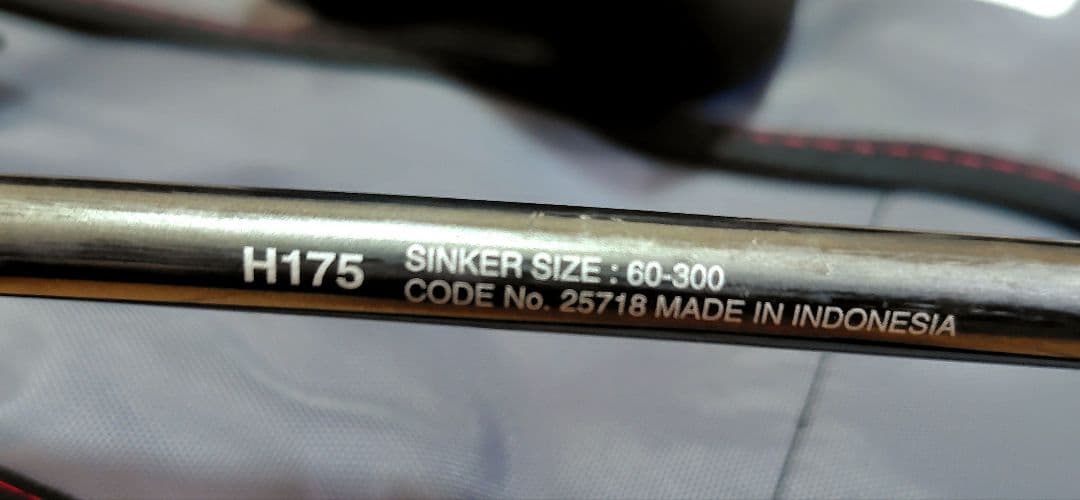 H175
SINKER SIZE : 60-300
CODE No. 25718 MADE IN INDONESIA